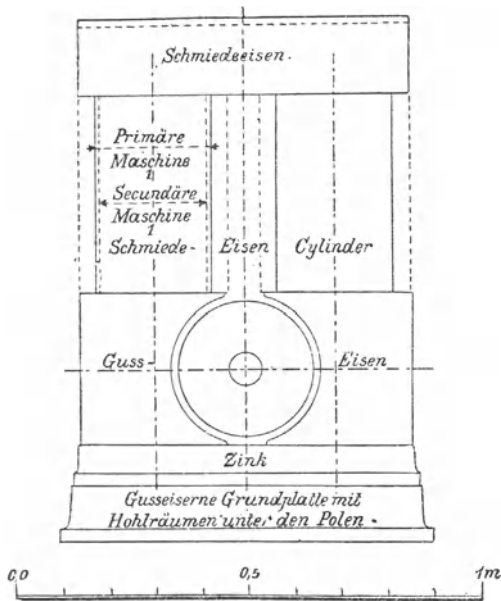 Schmiedeeisen.
Primäre
Maschine
1
Secundäre
Maschine
1
Schmiede- Eisen Cylinder
Guss- Eisen
Zink
Gusseiserne Grundplatte mit
Hohlräumen unter den Polen.
0,0 0,5 1m